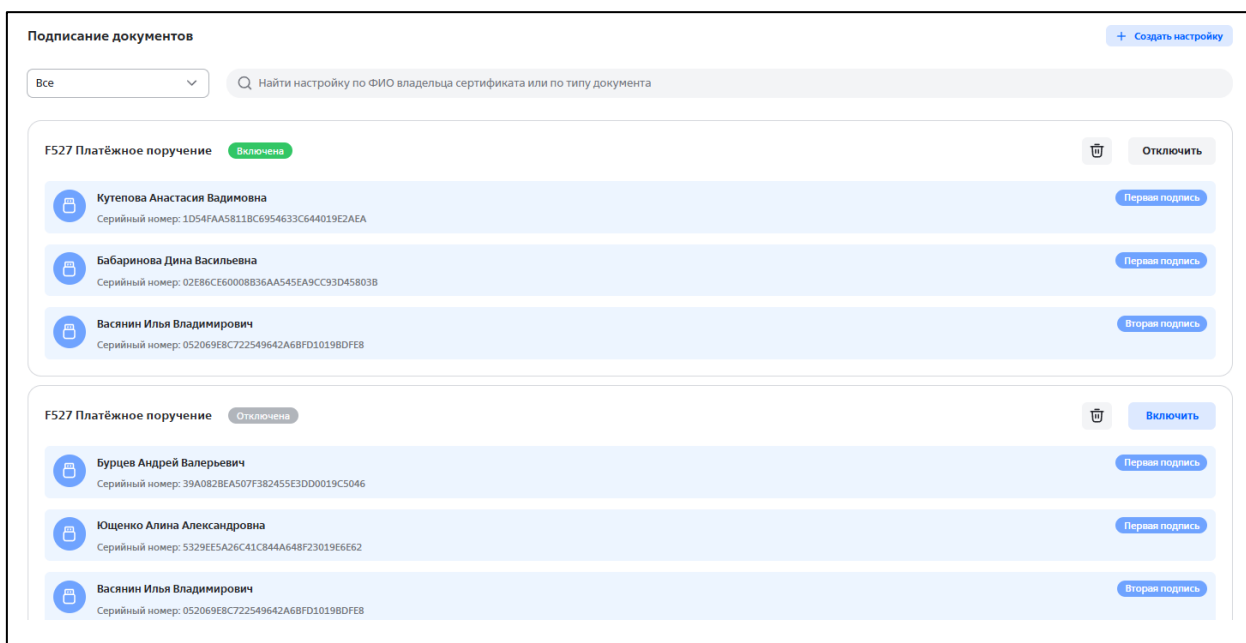 Подписание документов
+ Создать настройку
Все
Найти настройку по ФИО владельца сертификата или по типу документа
F527 Платёжное поручение
Включена
Отключить
Кутепова Анастасия Вадимовна
Первая подпись
Серийный номер: 1D54FAA5811BC6954633C644019E2AEA
Бабаринова Дина Васильевна
Первая подпись
Серийный номер: 02E86CE60008B36AA545EA9CC93D45803B
Васянин Илья Владимирович
Вторая подпись
Серийный номер: 052069E8C722549642A6BFD1019BDFE8
F527 Платёжное поручение
Отключена
Включить
Бурцев Андрей Валерьевич
Первая подпись
Серийный номер: 39A082BEA507F382455E3DD0019C5046
Ющенко Алина Александровна
Первая подпись
Серийный номер: 5329EE5A26C41C844A648F23019E6E62
Васянин Илья Владимирович
Вторая подпись
Серийный номер: 052069E8C722549642A6BFD1019BDFE8